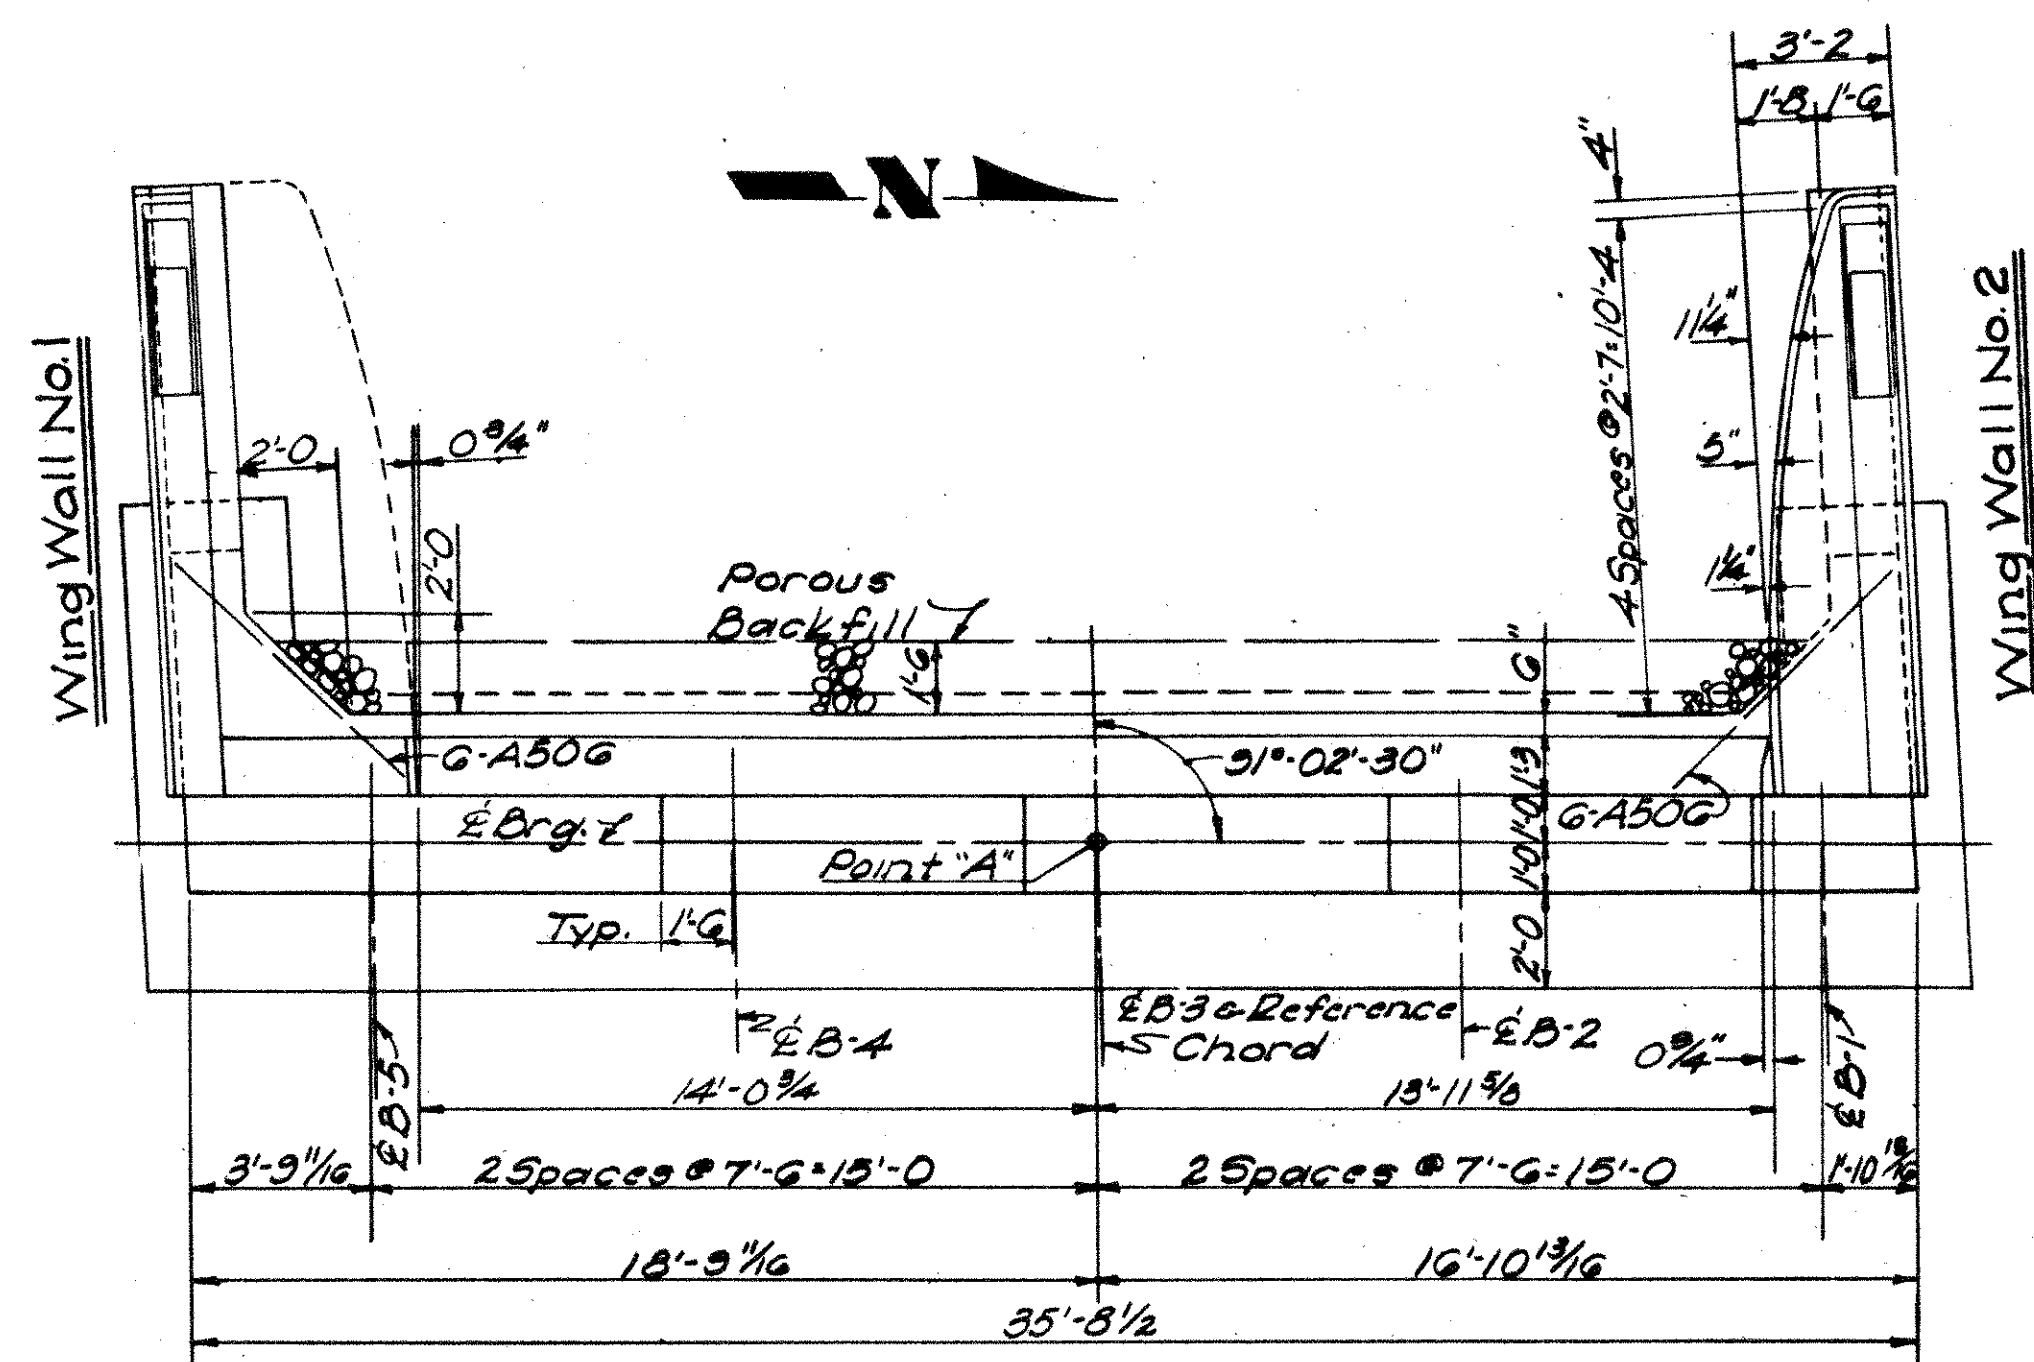 3'-2
1'-8 1'-6
4"
N
4 Spaces @ 2'-7=10'-4
11¼"
5"
1¼"
Wing Wall No. 1
Wing Wall No. 2
2'-0
0¾"
2'-0
Porous
Backfill
1'-6
6"
6-A506
91°-02'-30"
1'-3
1'-0
1'-0
2'-0
6-A506
℄ Brg.
Point "A"
Typ. 1'-6
℄ B-5
℄ B-4
℄ B-3 & Reference
Chord
℄ B-2
0¾"
℄ B-1
14'-0¾
13'-11⅝
3'-9 11/16
2 Spaces @ 7'-6=15'-0
2 Spaces @ 7'-6=15'-0
1'-10 13/16
18'-9 11/16
16'-10 13/16
35'-8½